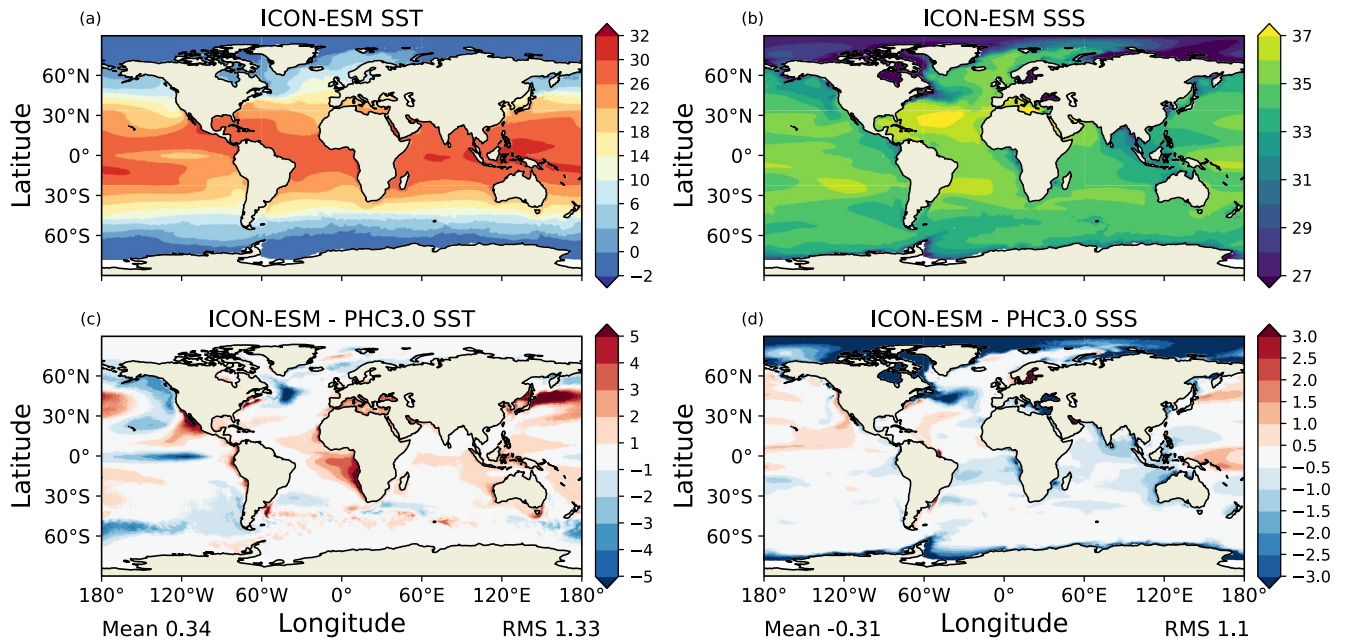 (a) ICON-ESM SST
Latitude
60°N
30°N
0°
30°S
60°S
32
30
26
22
18
14
10
6
2
0
−2
(b) ICON-ESM SSS
Latitude
60°N
30°N
0°
30°S
60°S
37
35
33
31
29
27
(c) ICON-ESM - PHC3.0 SST
Latitude
60°N
30°N
0°
30°S
60°S
5
4
3
2
1
−1
−2
−3
−4
−5
180° 120°W 60°W 0° 60°E 120°E 180°
Longitude
Mean 0.34 RMS 1.33
(d) ICON-ESM - PHC3.0 SSS
Latitude
60°N
30°N
0°
30°S
60°S
3.0
2.5
2.0
1.5
1.0
0.5
−0.5
−1.0
−1.5
−2.0
−2.5
−3.0
180° 120°W 60°W 0° 60°E 120°E 180°
Longitude
Mean -0.31 RMS 1.1